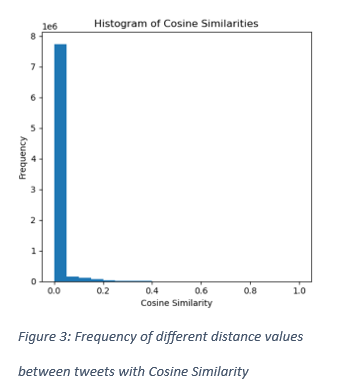 Histogram of Cosine Similarities
1e6
8
7
6
5
4
3
2
1
0
Frequency
0.0 0.2 0.4 0.6 0.8 1.0
Cosine Similarity
Figure 3: Frequency of different distance values
between tweets with Cosine Similarity